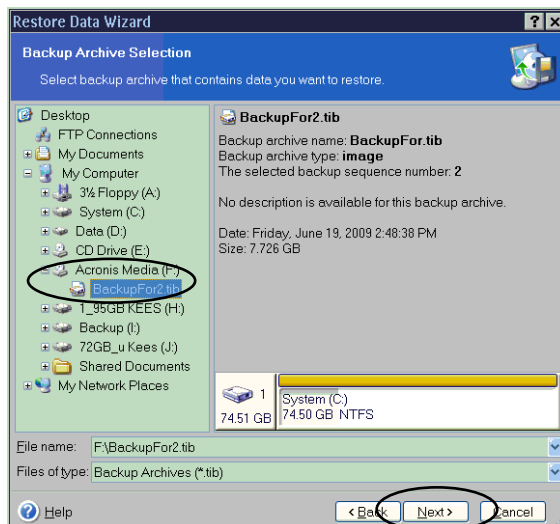 Restore Data Wizard
Backup Archive Selection
Select backup archive that contains data you want to restore.
Desktop
FTP Connections
My Documents
My Computer
3½ Floppy (A:)
System (C:)
Data (D:)
CD Drive (E:)
Acronis Media (F:)
BackupFor2.tib
1_95GB KEES (H:)
Backup (I:)
72GB_u Kees (J:)
Shared Documents
My Network Places
BackupFor2.tib
Backup archive name: BackupFor.tib
Backup archive type: image
The selected backup sequence number: 2
No description is available for this backup archive.
Date: Friday, June 19, 2009 2:48:38 PM
Size: 7.726 GB
1
74.51 GB
System (C:)
74.50 GB NTFS
File name: F:\BackupFor2.tib
Files of type: Backup Archives (*.tib)
Help
< Back
Next >
Cancel